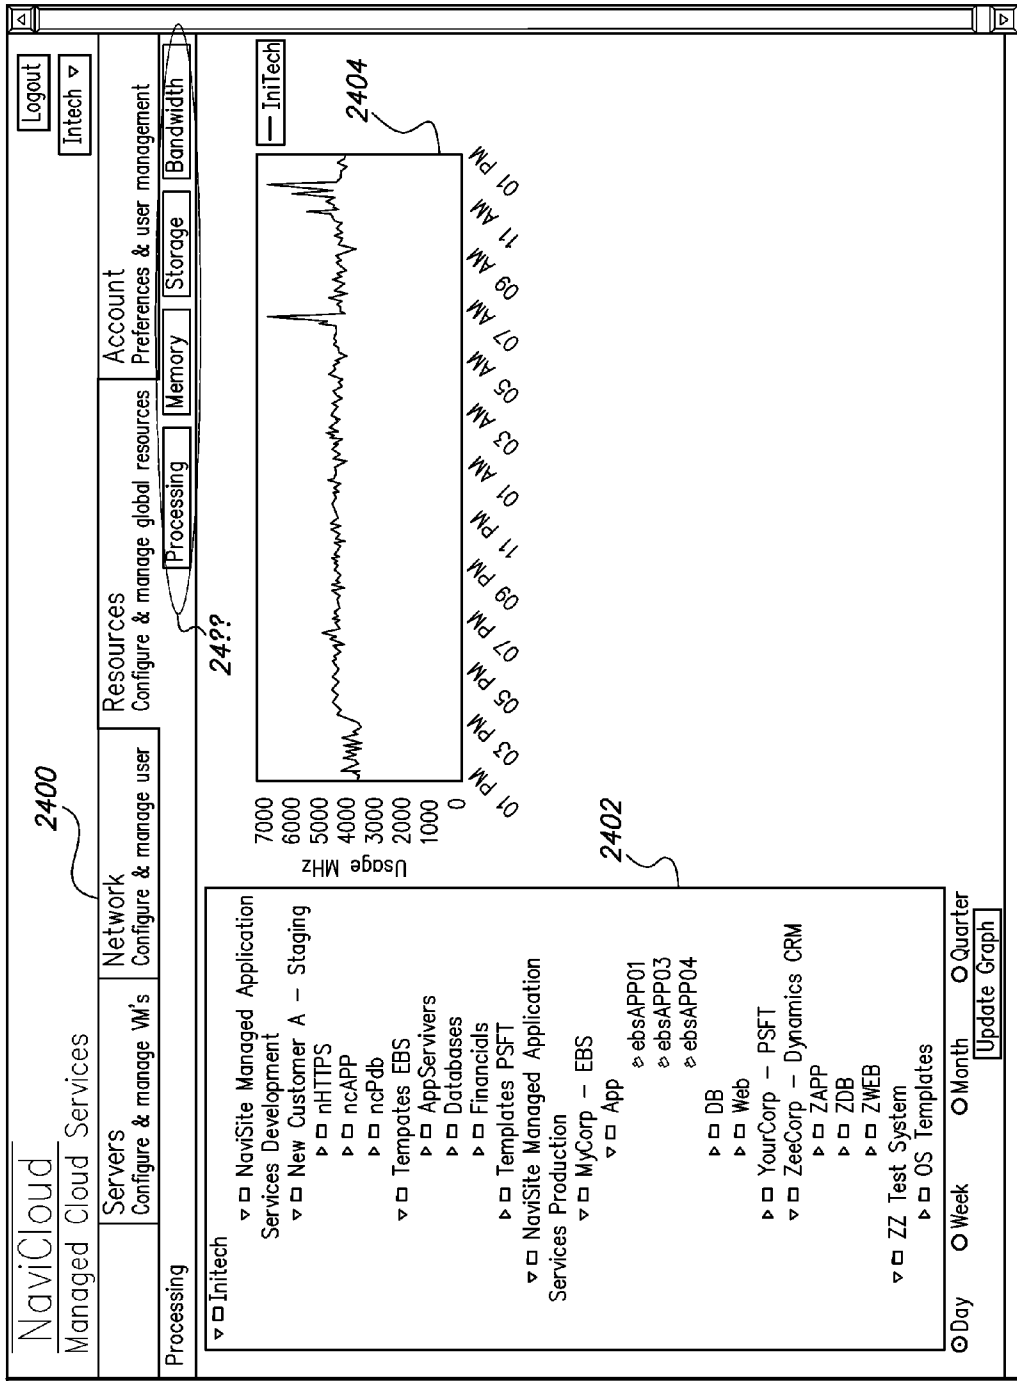 2400
NaviCloud
Managed Cloud Services
Logout
Intech
Servers
Configure & manage VM's
Network
Configure & manage user
Resources
Configure & manage global resources
Account
Preferences & user management
Processing
Processing
Memory
Storage
Bandwidth
24??
Initech
NaviSite Managed Application
Services Development
New Customer A – Staging
nHTTPS
ncAPP
ncPdb
Tempates EBS
AppServivers
Databases
Financials
Templates PSFT
NaviSite Managed Application
Services Production
MyCorp – EBS
App
ebsAPP01
ebsAPP03
ebsAPP04
DB
Web
YourCorp – PSFT
ZeeCorp – Dynamics CRM
ZAPP
ZDB
ZWEB
ZZ Test System
OS Templates
2402
Day
Week
Month
Quarter
Update Graph
IniTech
Usage MHz
7000
6000
5000
4000
3000
2000
1000
0
01 PM
03 PM
05 PM
07 PM
09 PM
11 PM
01 AM
03 AM
05 AM
07 AM
09 AM
11 AM
01 PM
2404